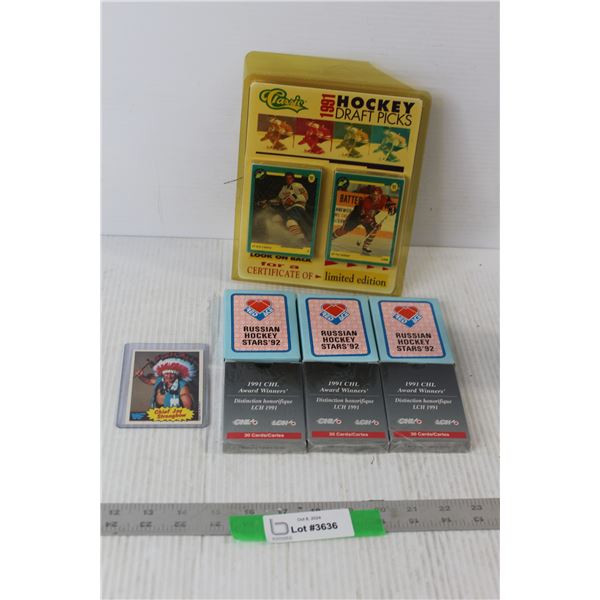 Classic
1991
HOCKEY
DRAFT PICKS
LOOK ON BACK
for a
CERTIFICATE OF
limited edition
RUSSIAN
HOCKEY
STARS'92
RUSSIAN
HOCKEY
STARS'92
RUSSIAN
HOCKEY
STARS'92
1991 CHL
Award Winners'
Distinction honorifique
LCH 1991
30 Cards/Cartes
1991 CHL
Award Winners'
Distinction honorifique
LCH 1991
30 Cards/Cartes
1991 CHL
Award Winners'
Distinction honorifique
LCH 1991
30 Cards/Cartes
Chief Jay
Strongbow
Oct 8, 2024
Lot #3636